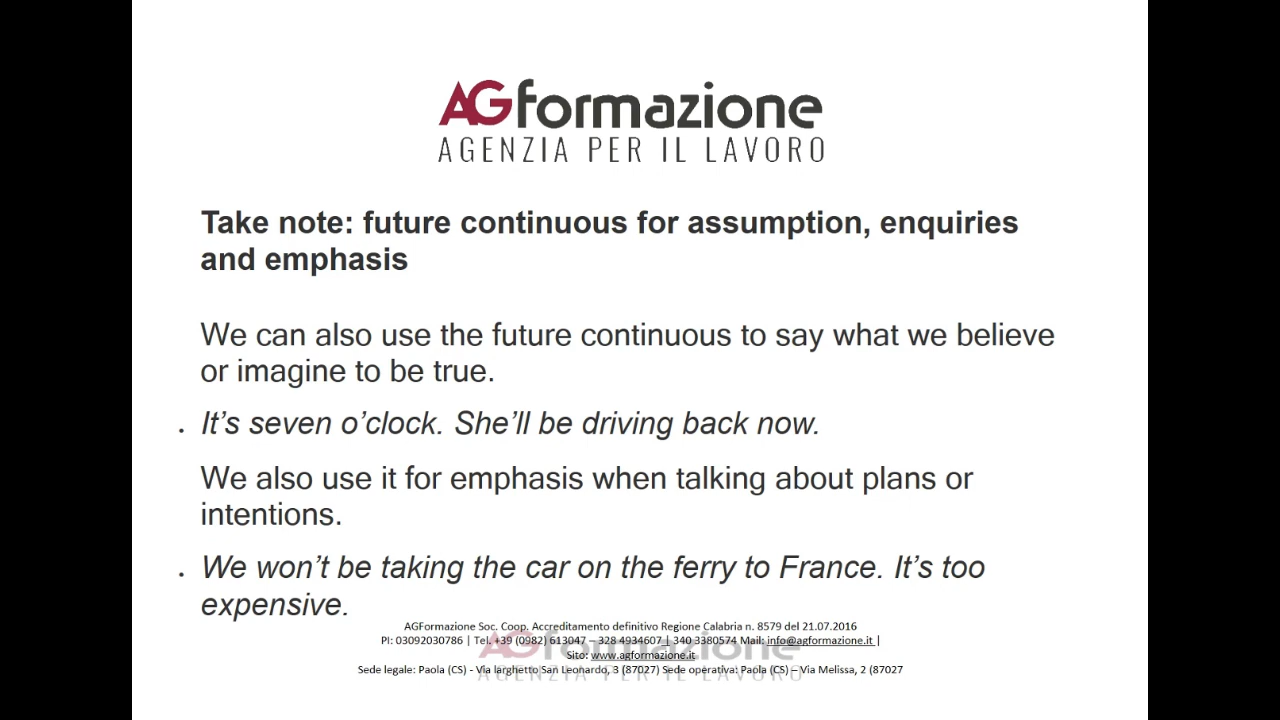 AGformazione
AGENZIA PER IL LAVORO
Take note: future continuous for assumption, enquiries
and emphasis
We can also use the future continuous to say what we believe
or imagine to be true.
• It’s seven o’clock. She’ll be driving back now.
We also use it for emphasis when talking about plans or
intentions.
• We won’t be taking the car on the ferry to France. It’s too
expensive.
AGFormazione Soc. Coop. Accreditamento definitivo Regione Calabria n. 8579 del 21.07.2016
PI: 03092030786 | Tel. +39 (0982) 613047 – 328 4934607 | 340 3380574 Mail: info@agformazione.it |
Sito: www.agformazione.it
Sede legale: Paola (CS) - Via larghetto San Leonardo, 3 (87027) Sede operativa: Paola (CS) – Via Melissa, 2 (87027
AGformazione
AGENZIA PER IL LAVORO